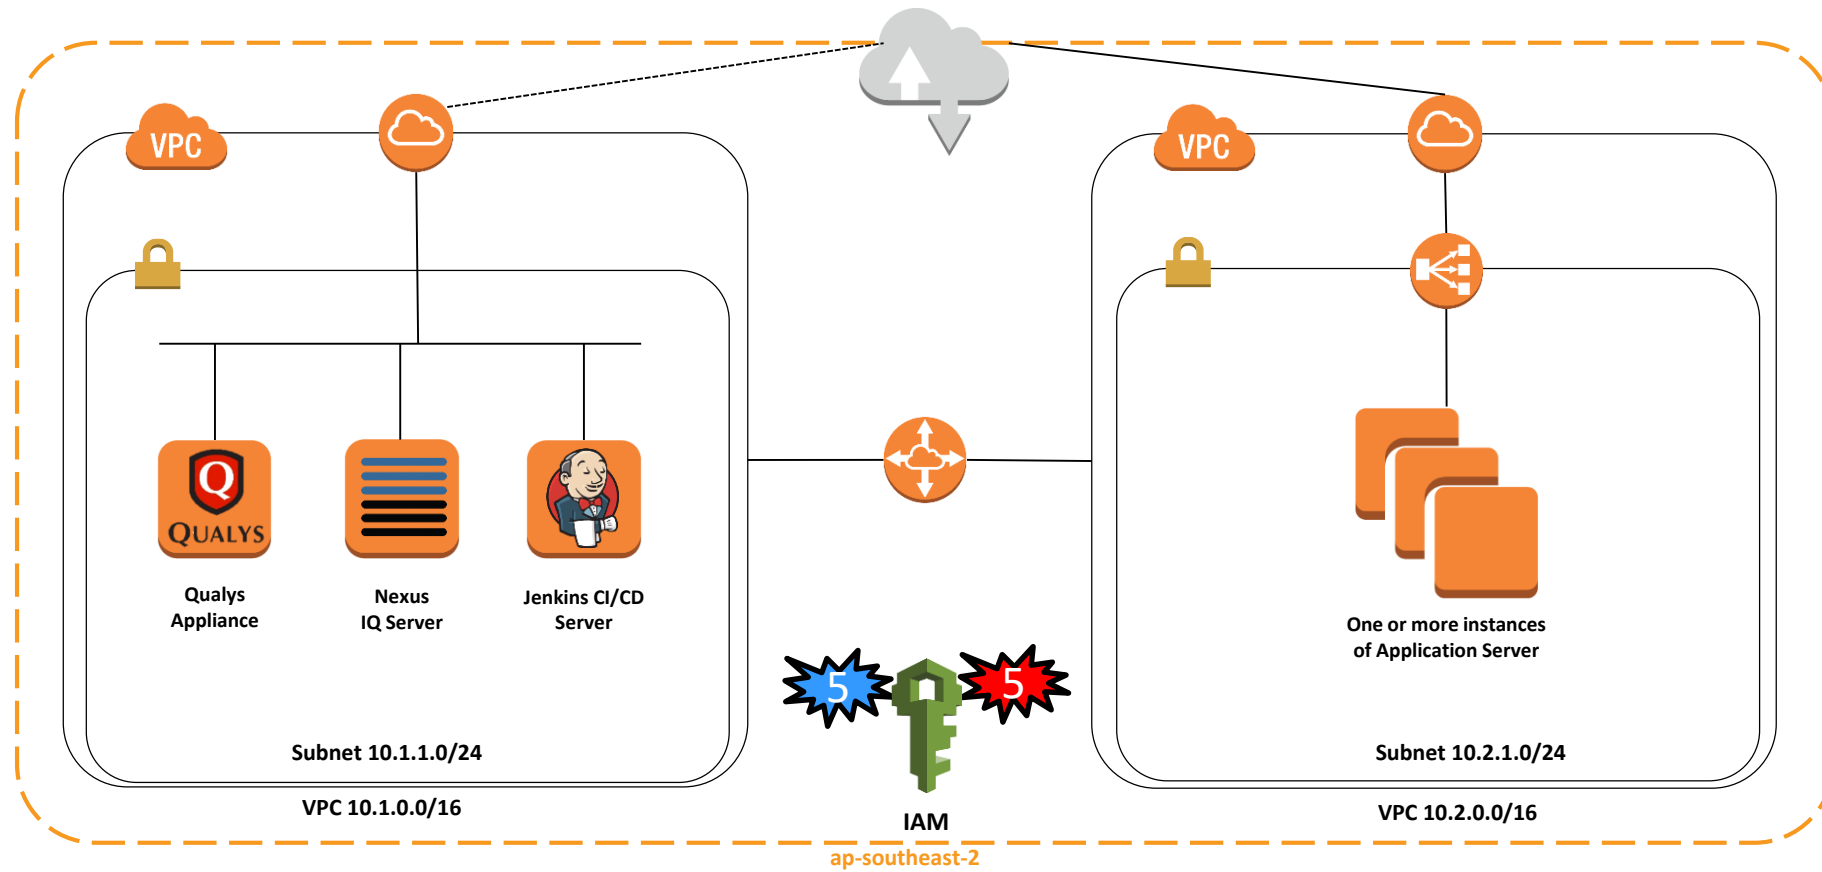 VPC
VPC
Q
QUALYS
Qualys
Appliance
Nexus
IQ Server
Jenkins CI/CD
Server
One or more instances
of Application Server
5
5
Subnet 10.1.1.0/24
Subnet 10.2.1.0/24
VPC 10.1.0.0/16
VPC 10.2.0.0/16
IAM
ap-southeast-2